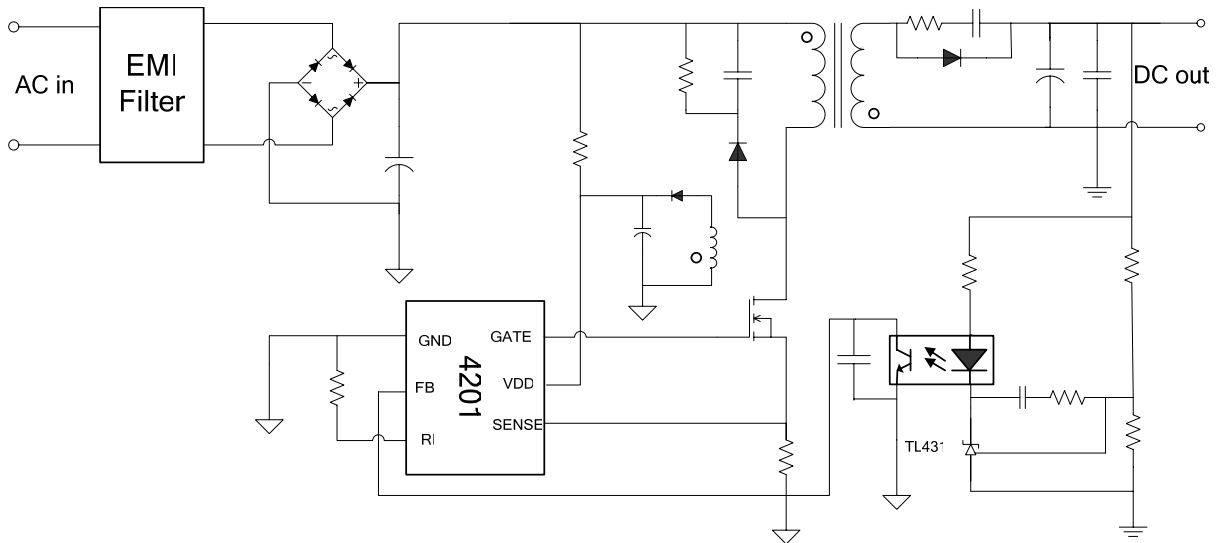 AC in
EMI
Filter
DC out
GND
GATE
4201
FB
VDD
SENSE
RI
TL431